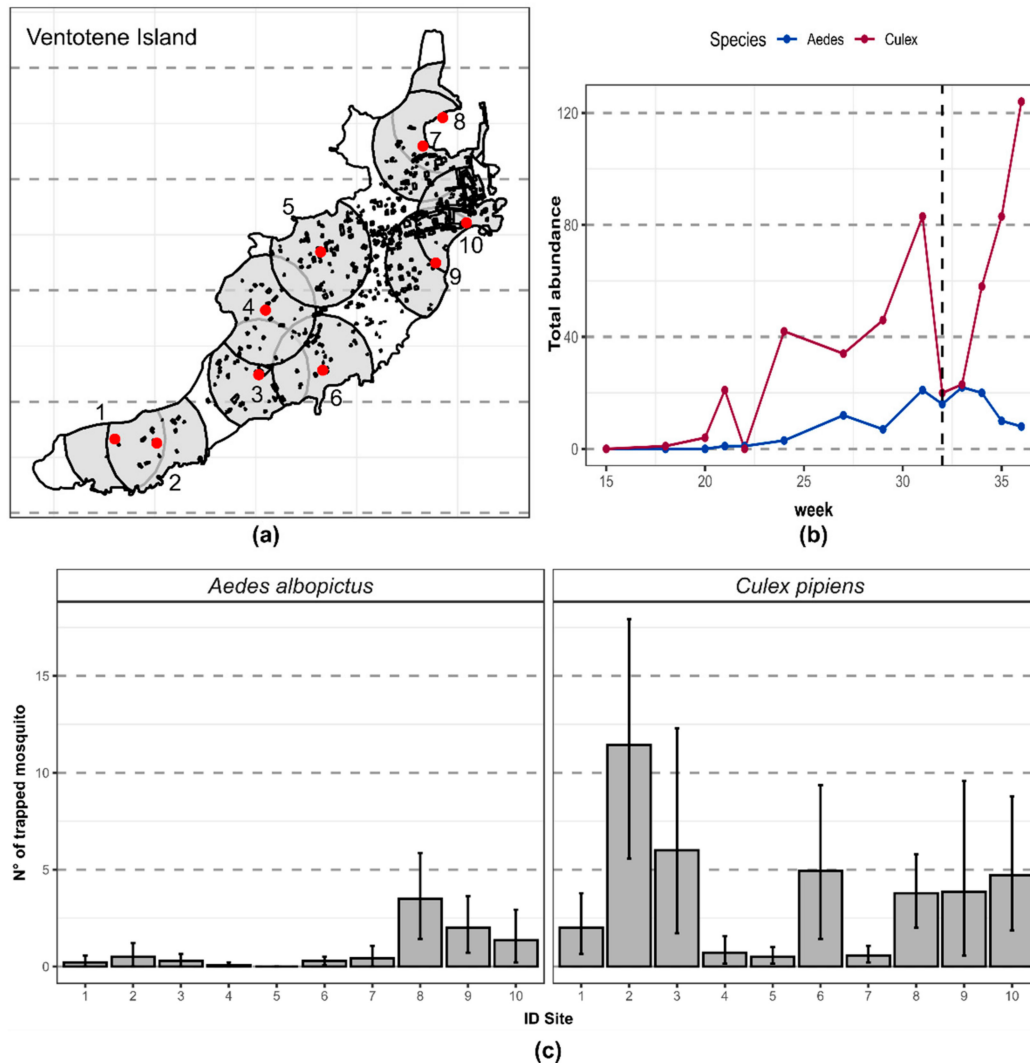 Ventotene Island
8
7
5
10
9
4
3
6
1
2
(a)
Species Aedes Culex
120
80
40
0
Total abundance
15 20 25 30 35
week
(b)
Aedes albopictus Culex pipiens
15
10
5
0
N° of trapped mosquito
1 2 3 4 5 6 7 8 9 10 1 2 3 4 5 6 7 8 9 10
ID Site
(c)